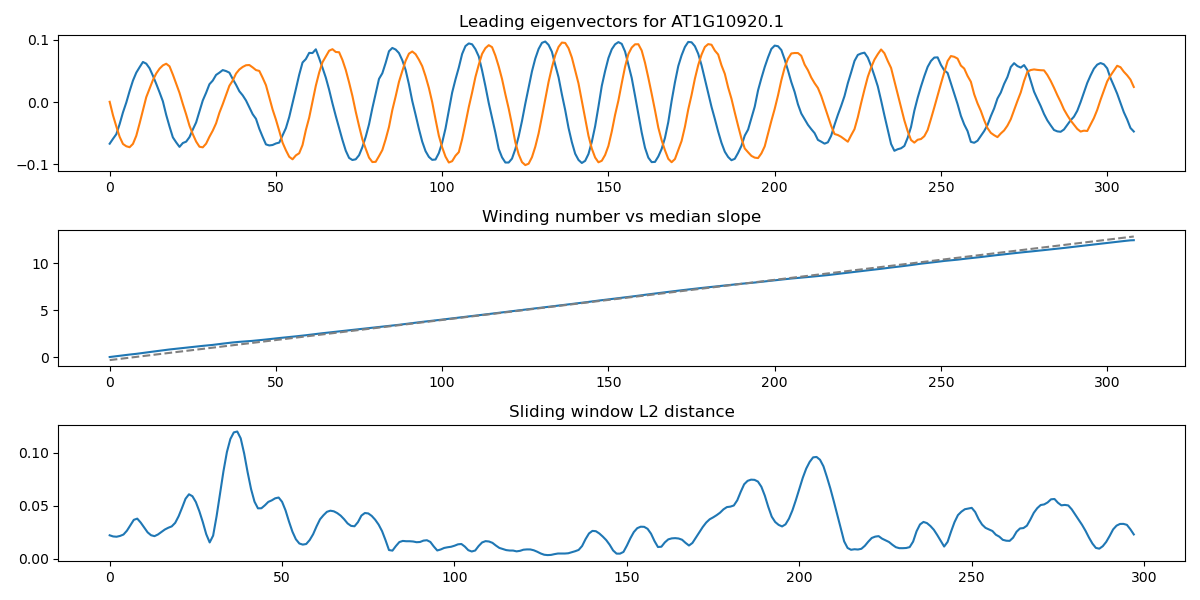 Leading eigenvectors for AT1G10920.1
0.1
0.0
−0.1
0 50 100 150 200 250 300
Winding number vs median slope
10
5
0
0 50 100 150 200 250 300
Sliding window L2 distance
0.10
0.05
0.00
0 50 100 150 200 250 300